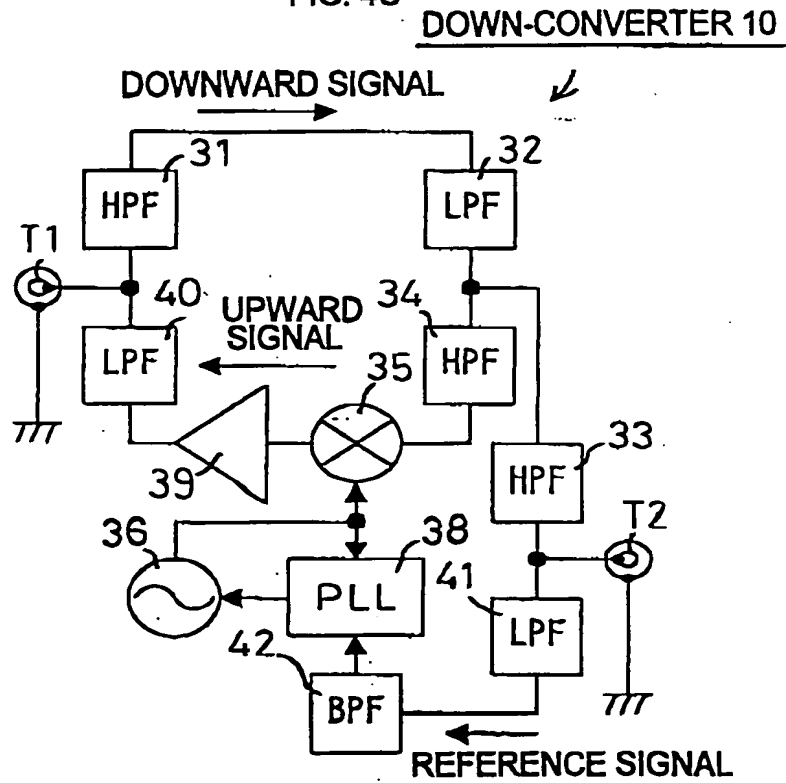 DOWN-CONVERTER 10
DOWNWARD SIGNAL
31
32
HPF
LPF
T1
40
UPWARD
SIGNAL
34
LPF
HPF
35
33
39
HPF
36
38
T2
PLL
41
LPF
42
BPF
REFERENCE SIGNAL